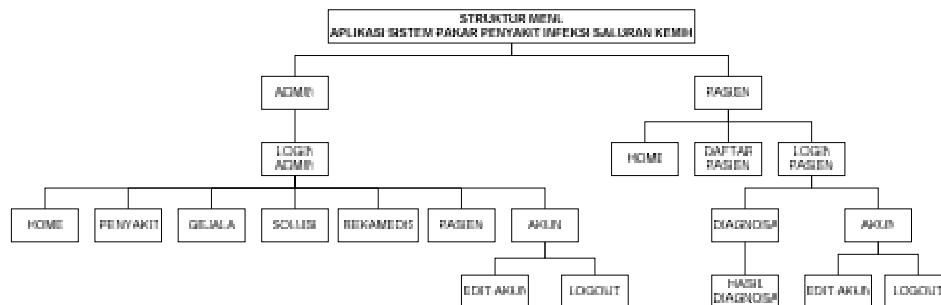 STRUKTUR MENU
APLIKASI SISTEM PAKAR PENYAKIT INFEKSI SALURAN KEMIH
ADMIN
PASIEN
LOGIN
ADMIN
HOME
DAFTAR
PASIEN
LOGIN
PASIEN
HOME
PENYAKIT
GEJALA
SOLUSI
REKAMEDIS
PASIEN
AKUN
DIAGNOSA
AKUN
EDIT AKUN
LOGOUT
HASIL
DIAGNOSA
EDIT AKUN
LOGOUT